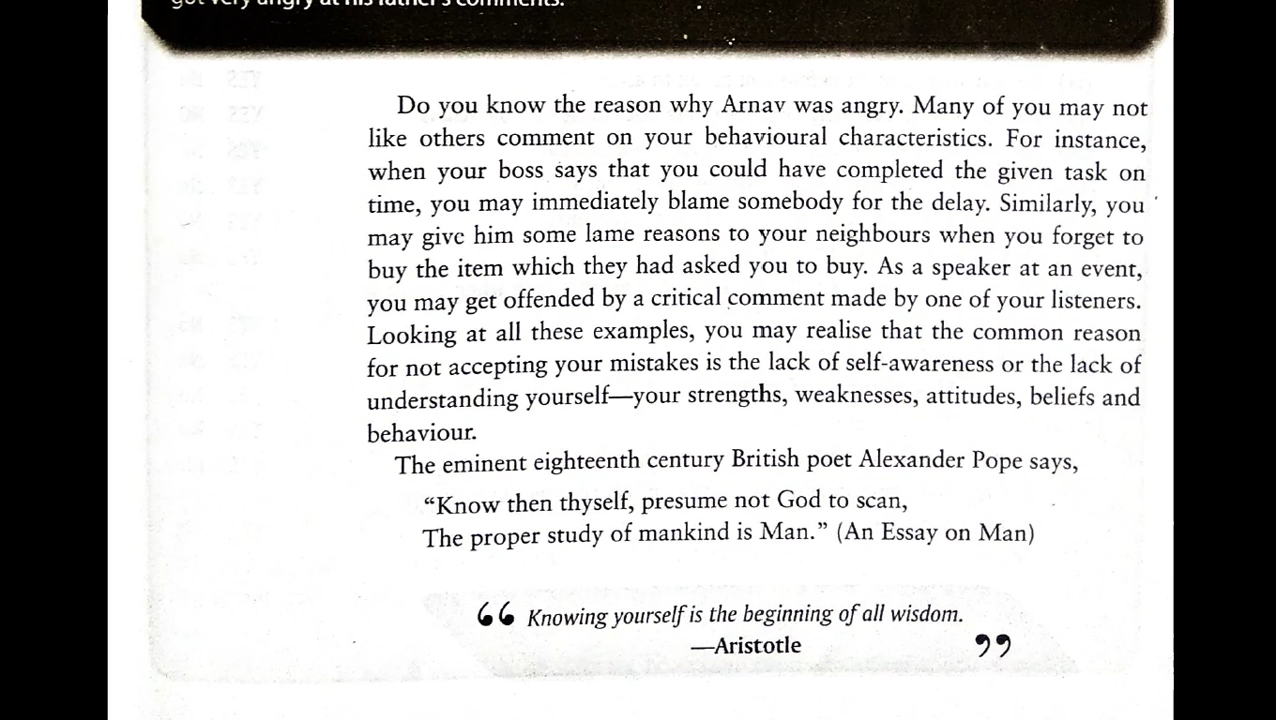 got very angry at his father's comments.
Do you know the reason why Arnav was angry. Many of you may not
like others comment on your behavioural characteristics. For instance,
when your boss says that you could have completed the given task on
time, you may immediately blame somebody for the delay. Similarly, you
may give him some lame reasons to your neighbours when you forget to
buy the item which they had asked you to buy. As a speaker at an event,
you may get offended by a critical comment made by one of your listeners.
Looking at all these examples, you may realise that the common reason
for not accepting your mistakes is the lack of self-awareness or the lack of
understanding yourself—your strengths, weaknesses, attitudes, beliefs and
behaviour.
The eminent eighteenth century British poet Alexander Pope says,
“Know then thyself, presume not God to scan,
The proper study of mankind is Man.” (An Essay on Man)
“ Knowing yourself is the beginning of all wisdom.
—Aristotle ”